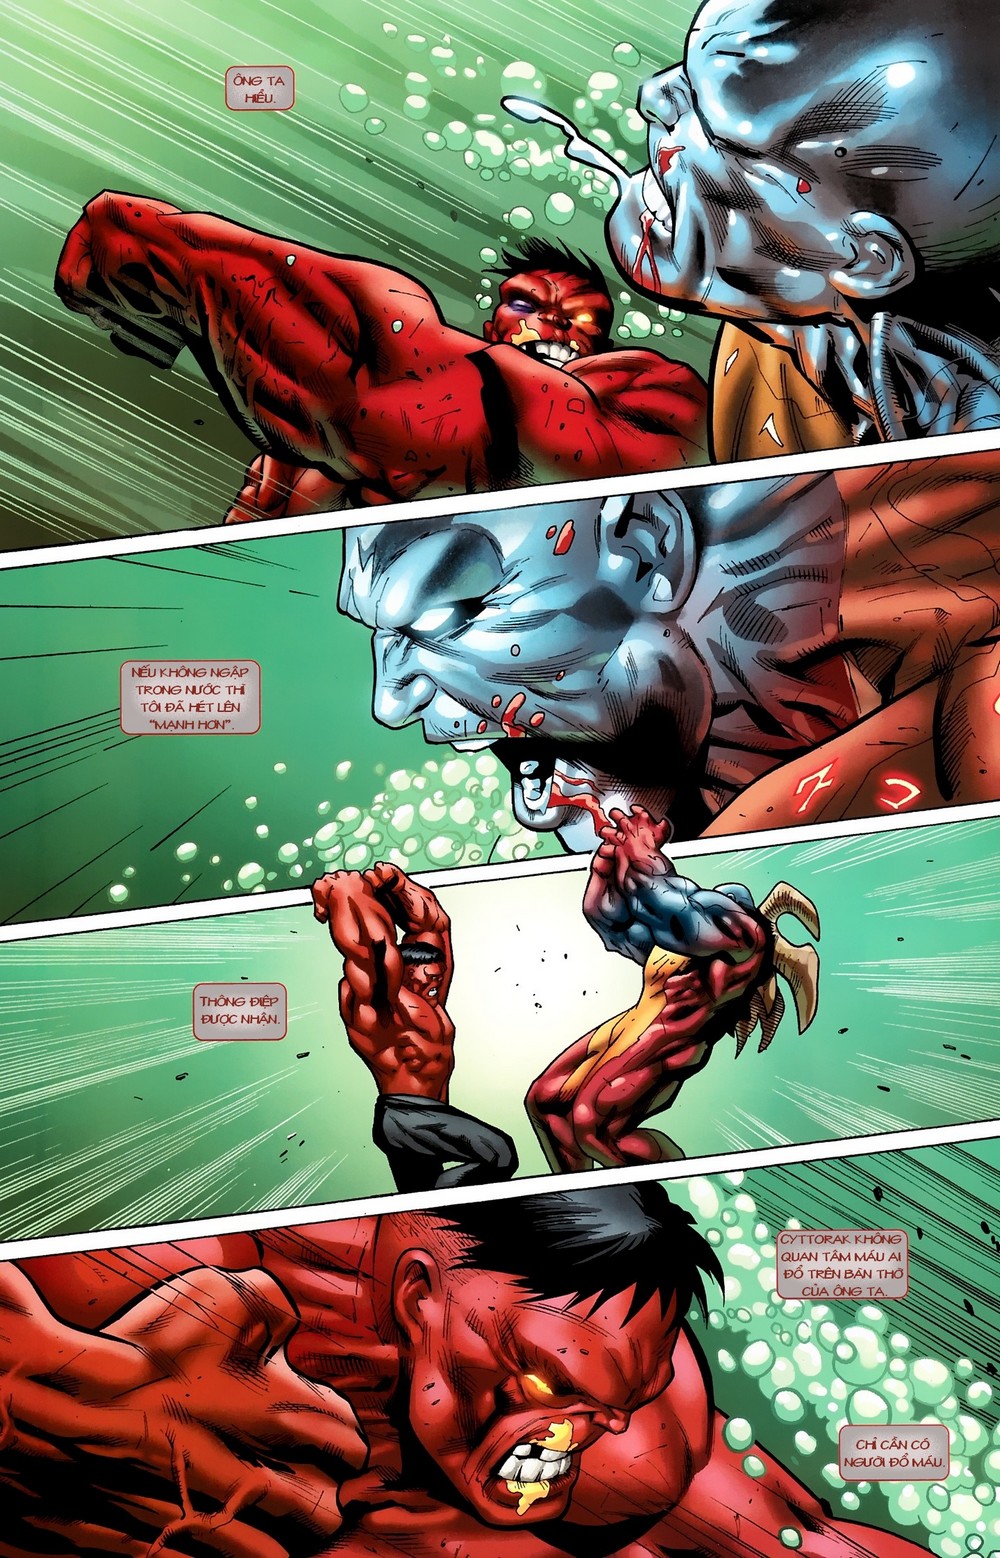 ÔNG TA
HIỂU.
NẾU KHÔNG NGẬP
TRONG NƯỚC THÌ
TÔI ĐÃ HÉT LÊN
“MẠNH HƠN”.
THÔNG ĐIỆP
ĐƯỢC NHẬN.
CYTTORAK KHÔNG
QUAN TÂM MÁU AI
ĐỔ TRÊN BÀN THỜ
CỦA ÔNG TA.
CHỈ CẦN CÓ
NGƯỜI ĐỔ MÁU.